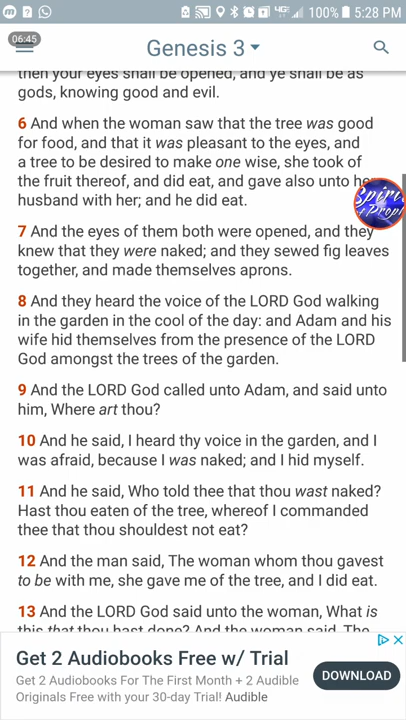 100% 5:28 PM
06:45
Genesis 3
then your eyes shall be opened, and ye shall be as
gods, knowing good and evil.
6 And when the woman saw that the tree was good
for food, and that it was pleasant to the eyes, and
a tree to be desired to make one wise, she took of
the fruit thereof, and did eat, and gave also unto her
husband with her; and he did eat.
7 And the eyes of them both were opened, and they
knew that they were naked; and they sewed fig leaves
together, and made themselves aprons.
8 And they heard the voice of the LORD God walking
in the garden in the cool of the day: and Adam and his
wife hid themselves from the presence of the LORD
God amongst the trees of the garden.
9 And the LORD God called unto Adam, and said unto
him, Where art thou?
10 And he said, I heard thy voice in the garden, and I
was afraid, because I was naked; and I hid myself.
11 And he said, Who told thee that thou wast naked?
Hast thou eaten of the tree, whereof I commanded
thee that thou shouldest not eat?
12 And the man said, The woman whom thou gavest
to be with me, she gave me of the tree, and I did eat.
13 And the LORD God said unto the woman, What is
this that thou hast done? And the woman said, The
Get 2 Audiobooks Free w/ Trial
Get 2 Audiobooks For The First Month + 2 Audible
Originals Free with your 30-day Trial! Audible
DOWNLOAD